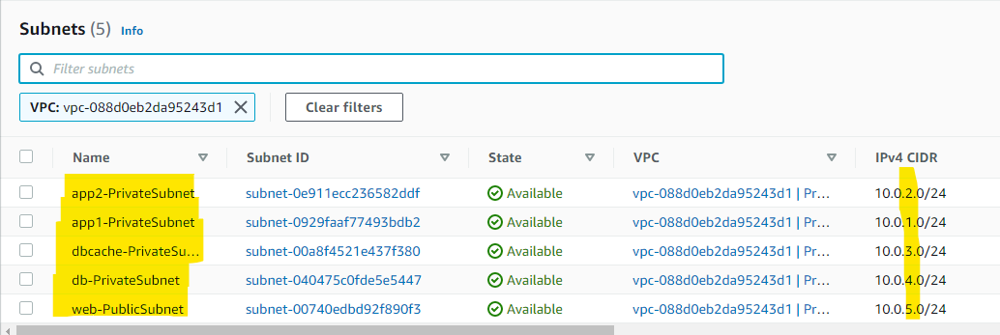 Subnets (5) Info
Filter subnets
VPC: vpc-088d0eb2da95243d1 Clear filters
Name Subnet ID State VPC IPv4 CIDR
app2-PrivateSubnet subnet-0e911ecc236582ddf Available vpc-088d0eb2da95243d1 | Pr... 10.0.2.0/24
app1-PrivateSubnet subnet-0929faaf77493bdb2 Available vpc-088d0eb2da95243d1 | Pr... 10.0.1.0/24
dbcache-PrivateSu... subnet-00a8f4521e437f380 Available vpc-088d0eb2da95243d1 | Pr... 10.0.3.0/24
db-PrivateSubnet subnet-040475c0fde5e5447 Available vpc-088d0eb2da95243d1 | Pr... 10.0.4.0/24
web-PublicSubnet subnet-00740edbd92f890f3 Available vpc-088d0eb2da95243d1 | Pr... 10.0.5.0/24